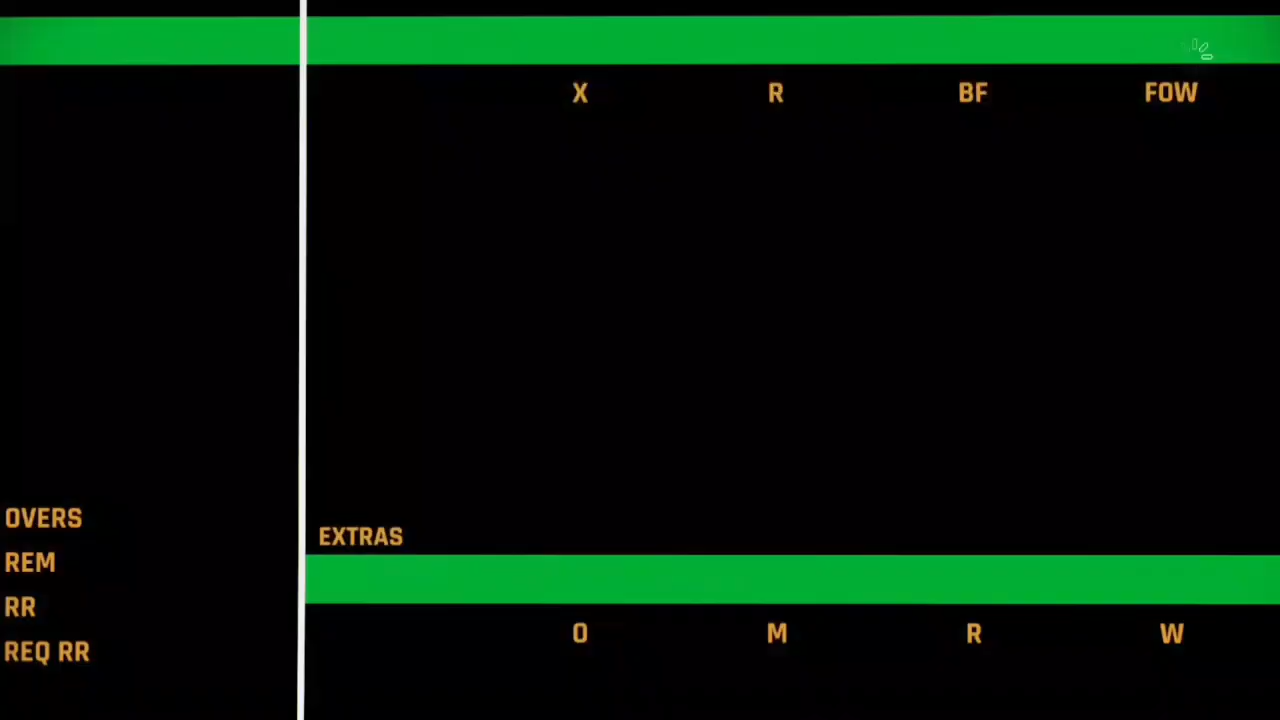 X R BF FOW
OVERS
REM
RR
REQ RR
EXTRAS
O M R W